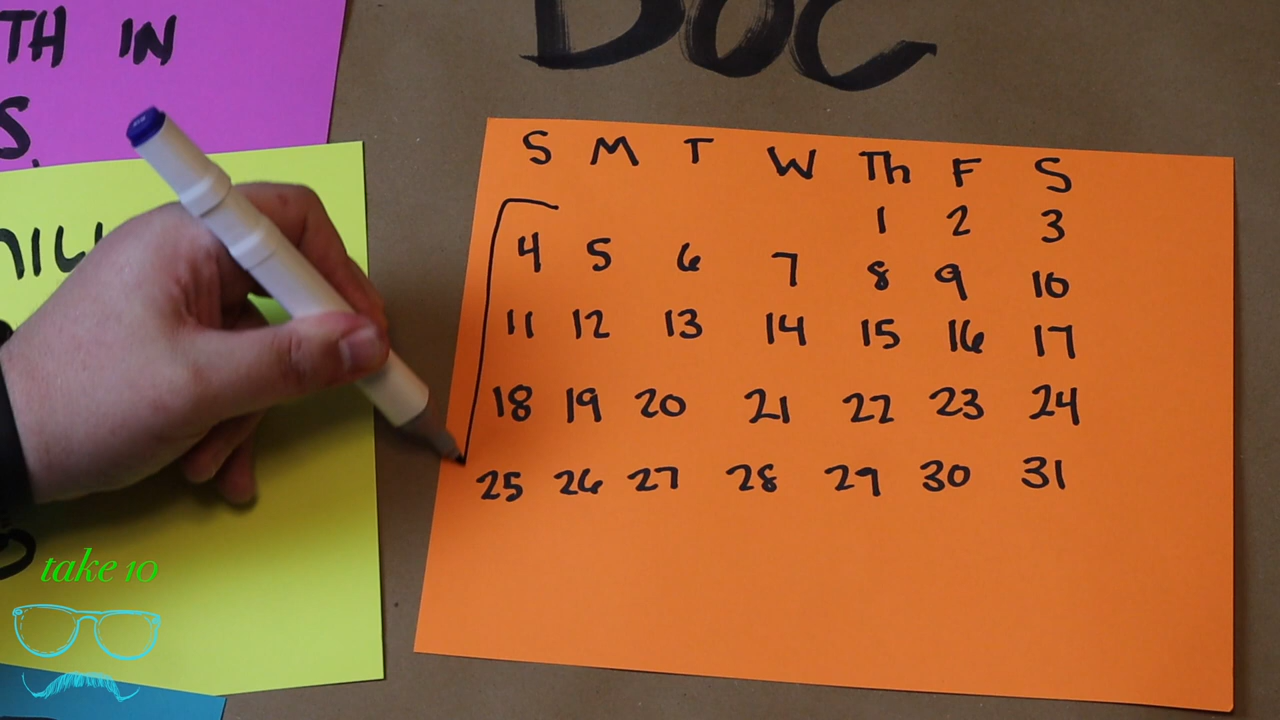 DOC
TH IN
S.
S M T W Th F S
1 2 3
4 5 6 7 8 9 10
11 12 13 14 15 16 17
18 19 20 21 22 23 24
25 26 27 28 29 30 31
take 10